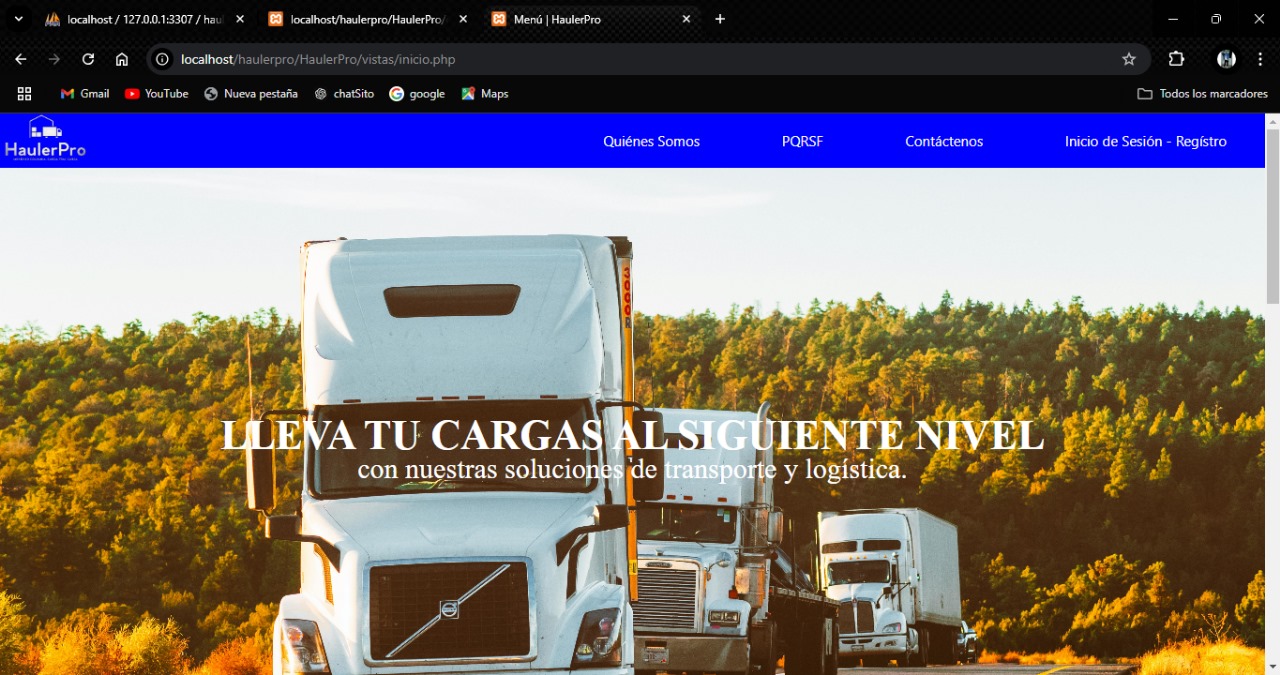 localhost / 127.0.0.1:3307 / hau
localhost/haulerpro/HaulerPro/
Menú | HaulerPro
localhost/haulerpro/HaulerPro/vistas/inicio.php
Gmail
YouTube
Nueva pestaña
chatSito
google
Maps
Todos los marcadores
HaulerPro
Quiénes Somos
PQRSF
Contáctenos
Inicio de Sesión - Regístro
LLEVA TU CARGAS AL SIGUIENTE NIVEL
con nuestras soluciones de transporte y logística.